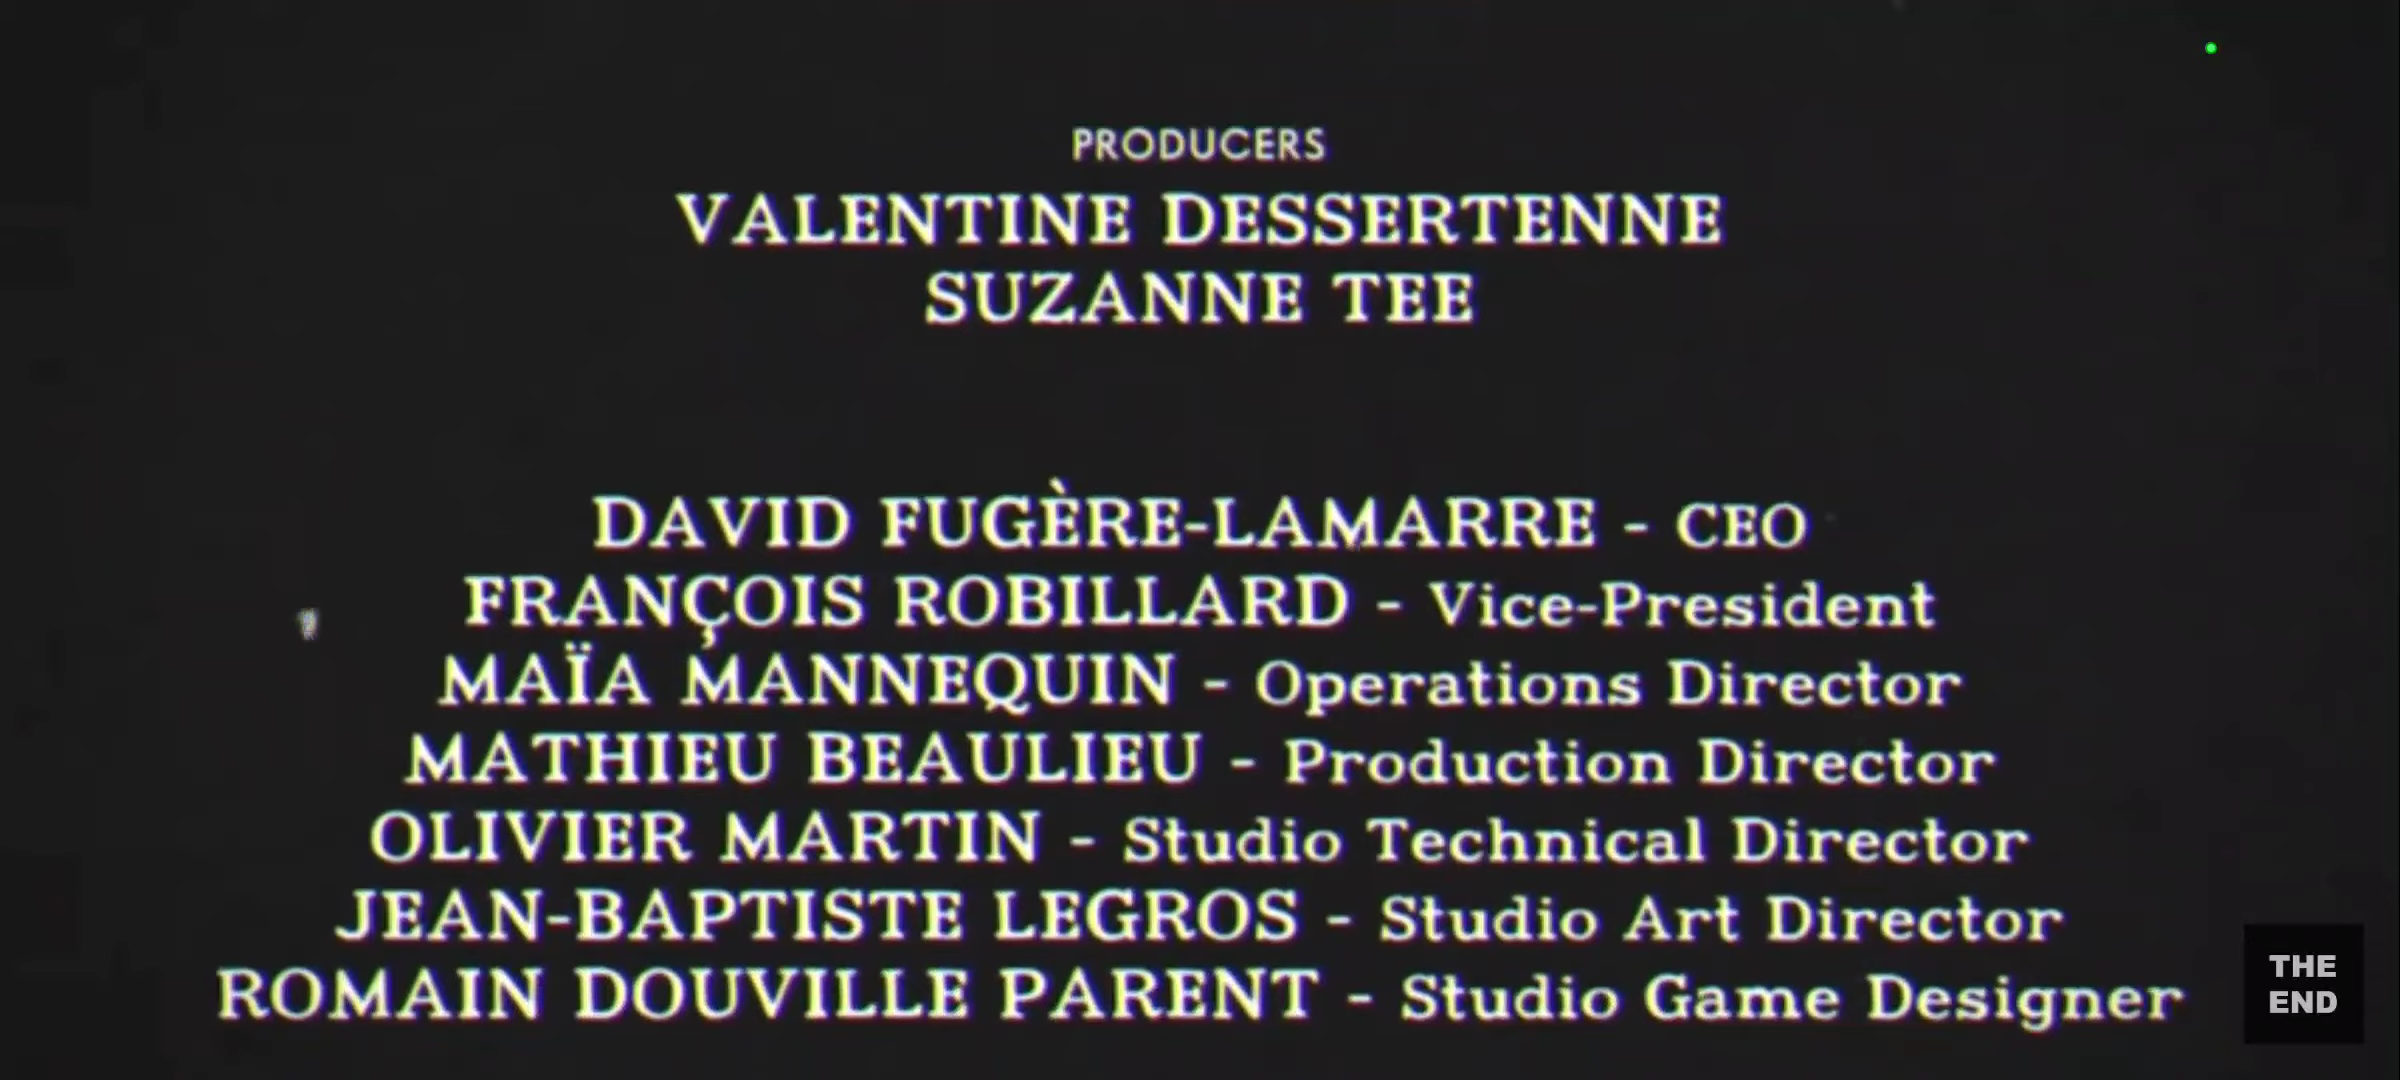 PRODUCERS
VALENTINE DESSERTENNE
SUZANNE TEE
DAVID FUGÈRE-LAMARRE - CEO
FRANÇOIS ROBILLARD - Vice-President
MAÏA MANNEQUIN - Operations Director
MATHIEU BEAULIEU - Production Director
OLIVIER MARTIN - Studio Technical Director
JEAN-BAPTISTE LEGROS - Studio Art Director
ROMAIN DOUVILLE PARENT - Studio Game Designer
THE
END